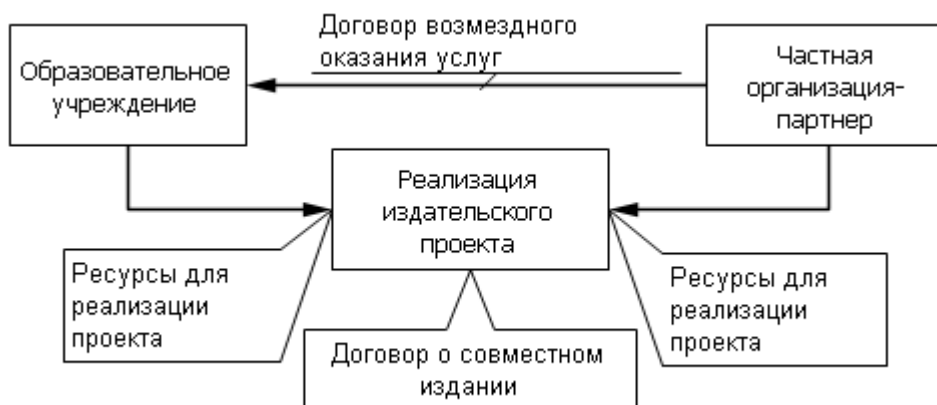 Договор возмездного
оказания услуг
Образовательное
учреждение
Частная
организация-
партнер
Реализация
издательского
проекта
Ресурсы для
реализации
проекта
Ресурсы для
реализации
проекта
Договор о совместном
издании